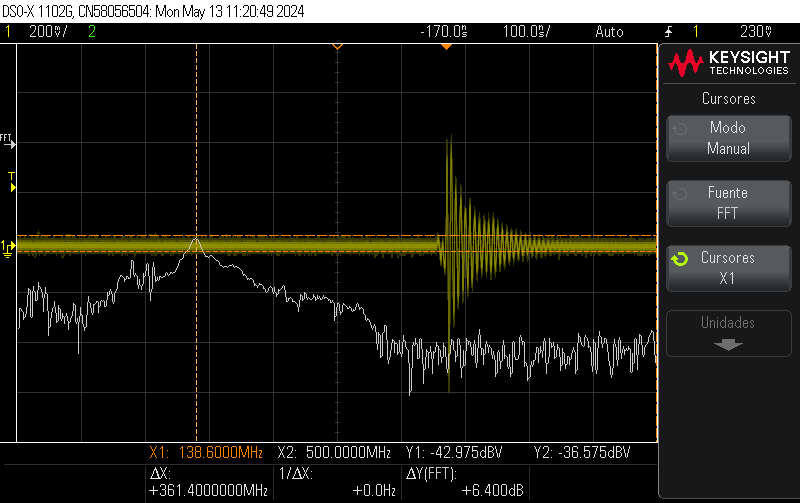 DSO-X 1102G, CN58056504: Mon May 13 11:20:49 2024
1 200V/ 2 -170.0s 100.0s/ Auto 1 230V
KEYSIGHT
TECHNOLOGIES
Cursores
Modo
Manual
Fuente
FFT
Cursores
X1
Unidades
FFT
T
1
X1: 138.6000MHz X2: 500.0000MHz Y1: -42.975dBV Y2: -36.575dBV
ΔX: 1/ΔX: ΔY(FFT):
+361.4000000MHz +0.0Hz +6.400dB